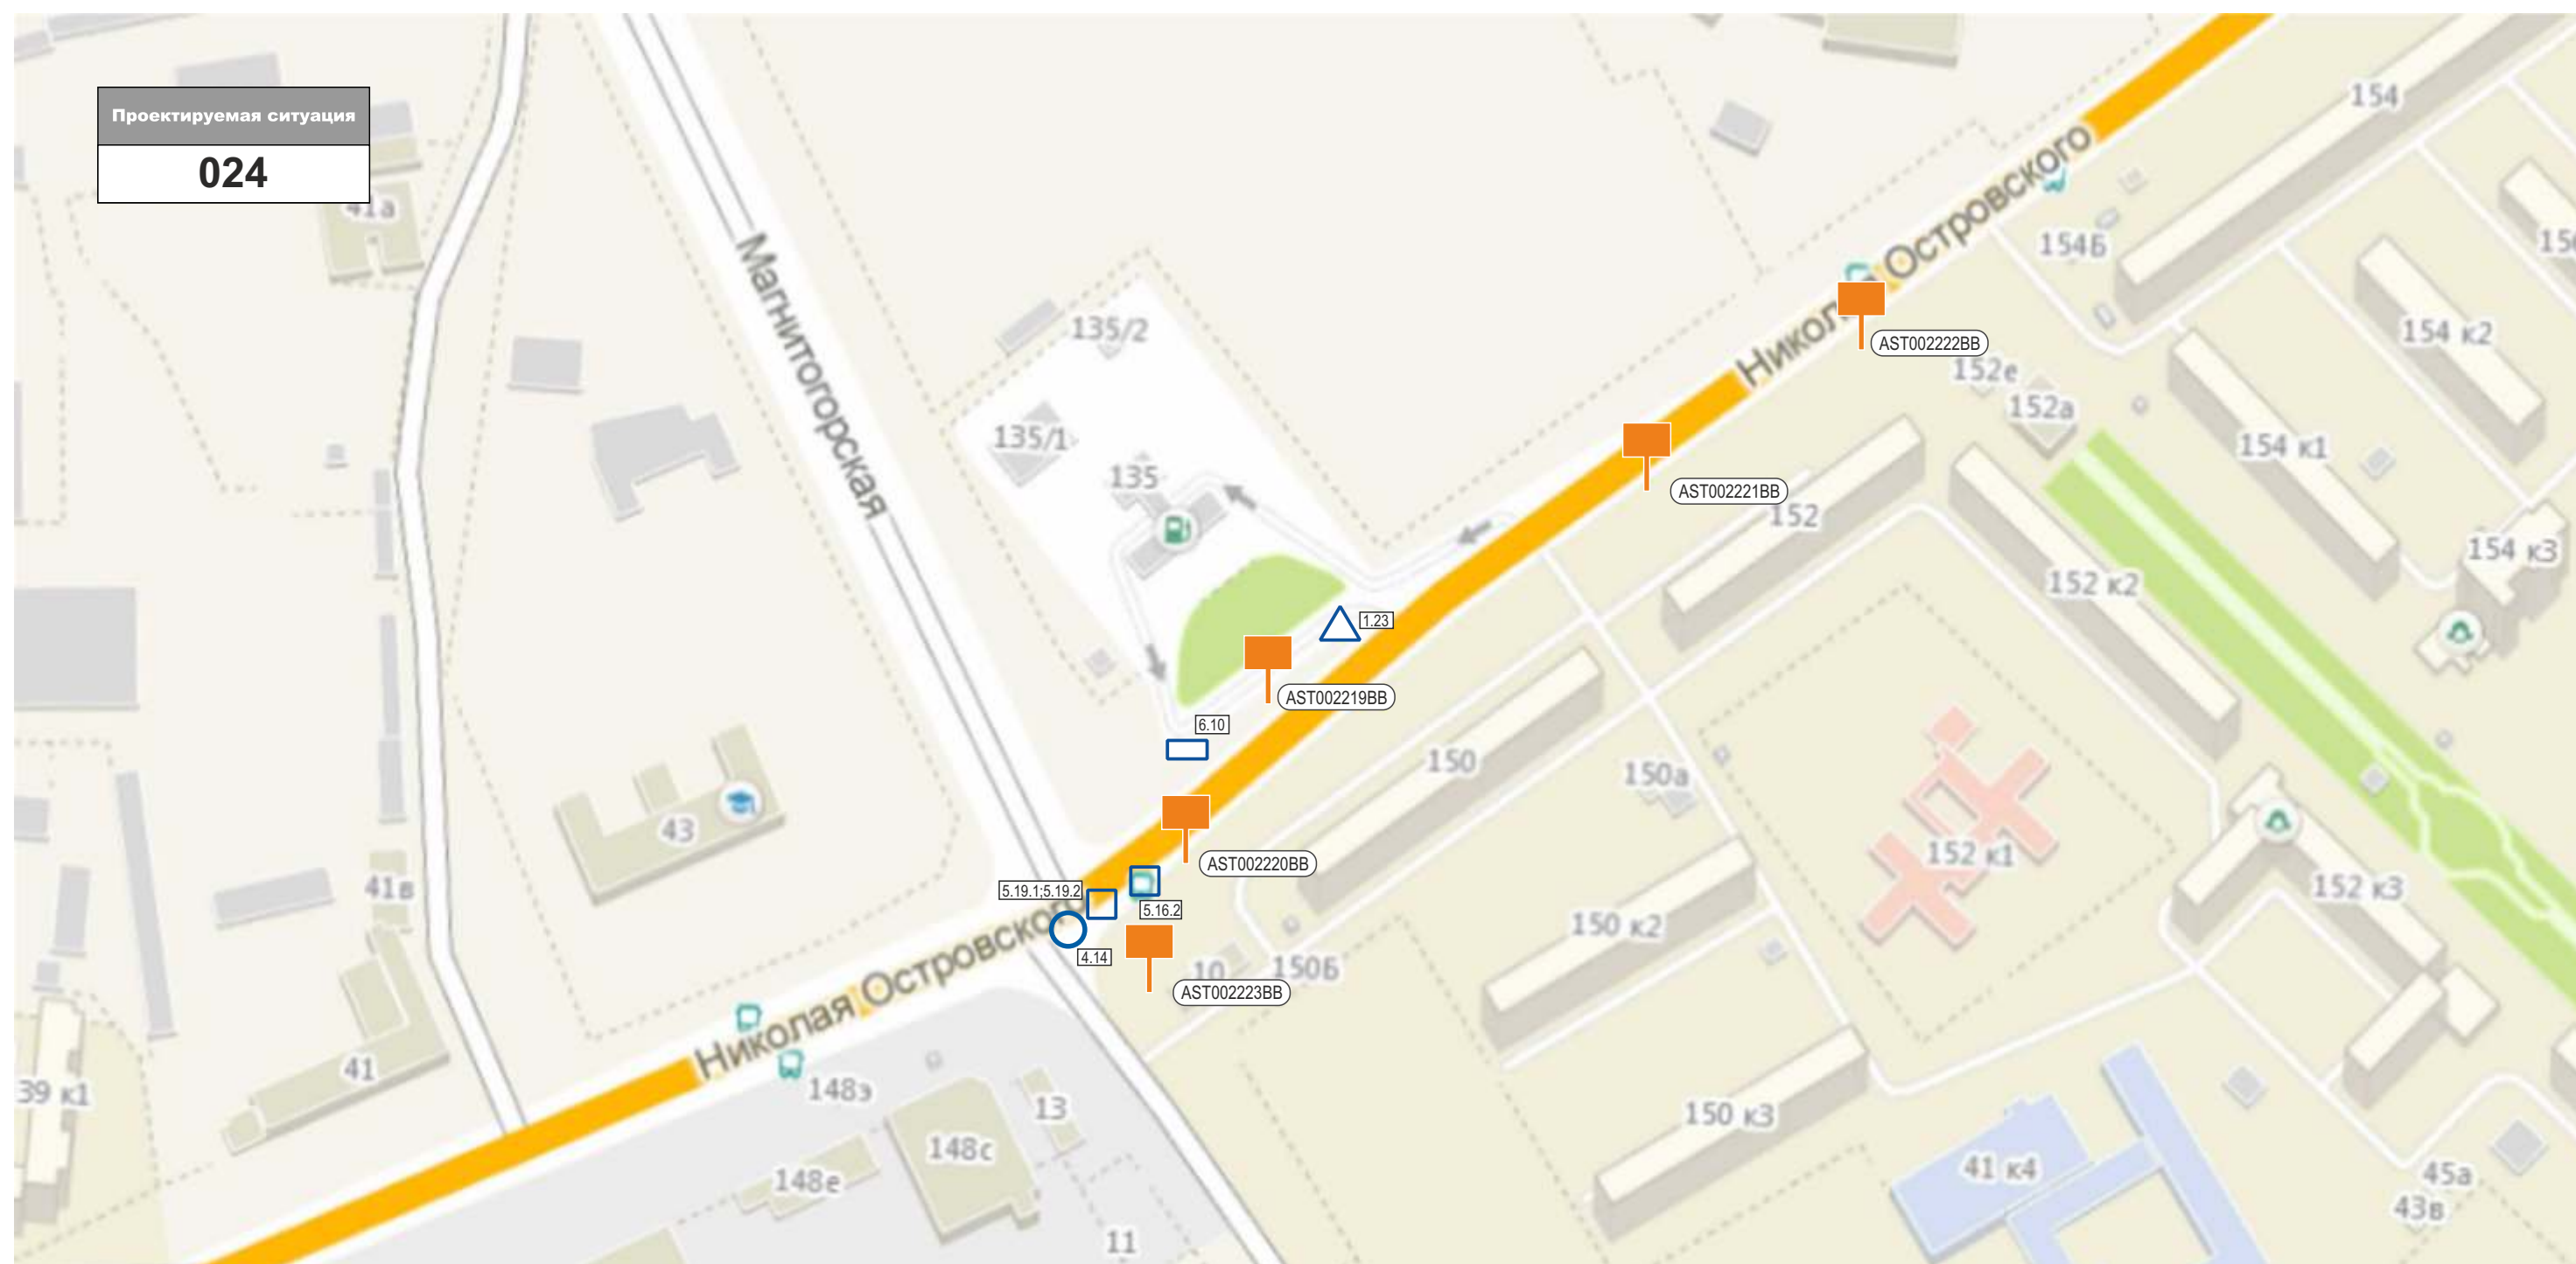 Проектируемая ситуация
024
154
41а
Магнитогорская
Николая Островского
154Б
135/2
154 к2
AST002222BB
152е
152а
135/1
154 к1
135
AST002221BB
152
154 к3
152 к2
1.23
AST002219BB
6.10
150
150а
43
152 к1
AST002220BB
41в
5.19.1;5.19.2
5.16.2
152 к3
150 к2
4.14
10
150Б
AST002223BB
Николая Островского
41
39 к1
148э
13
150 к3
148с
148е
41 к4
45а
43в
11